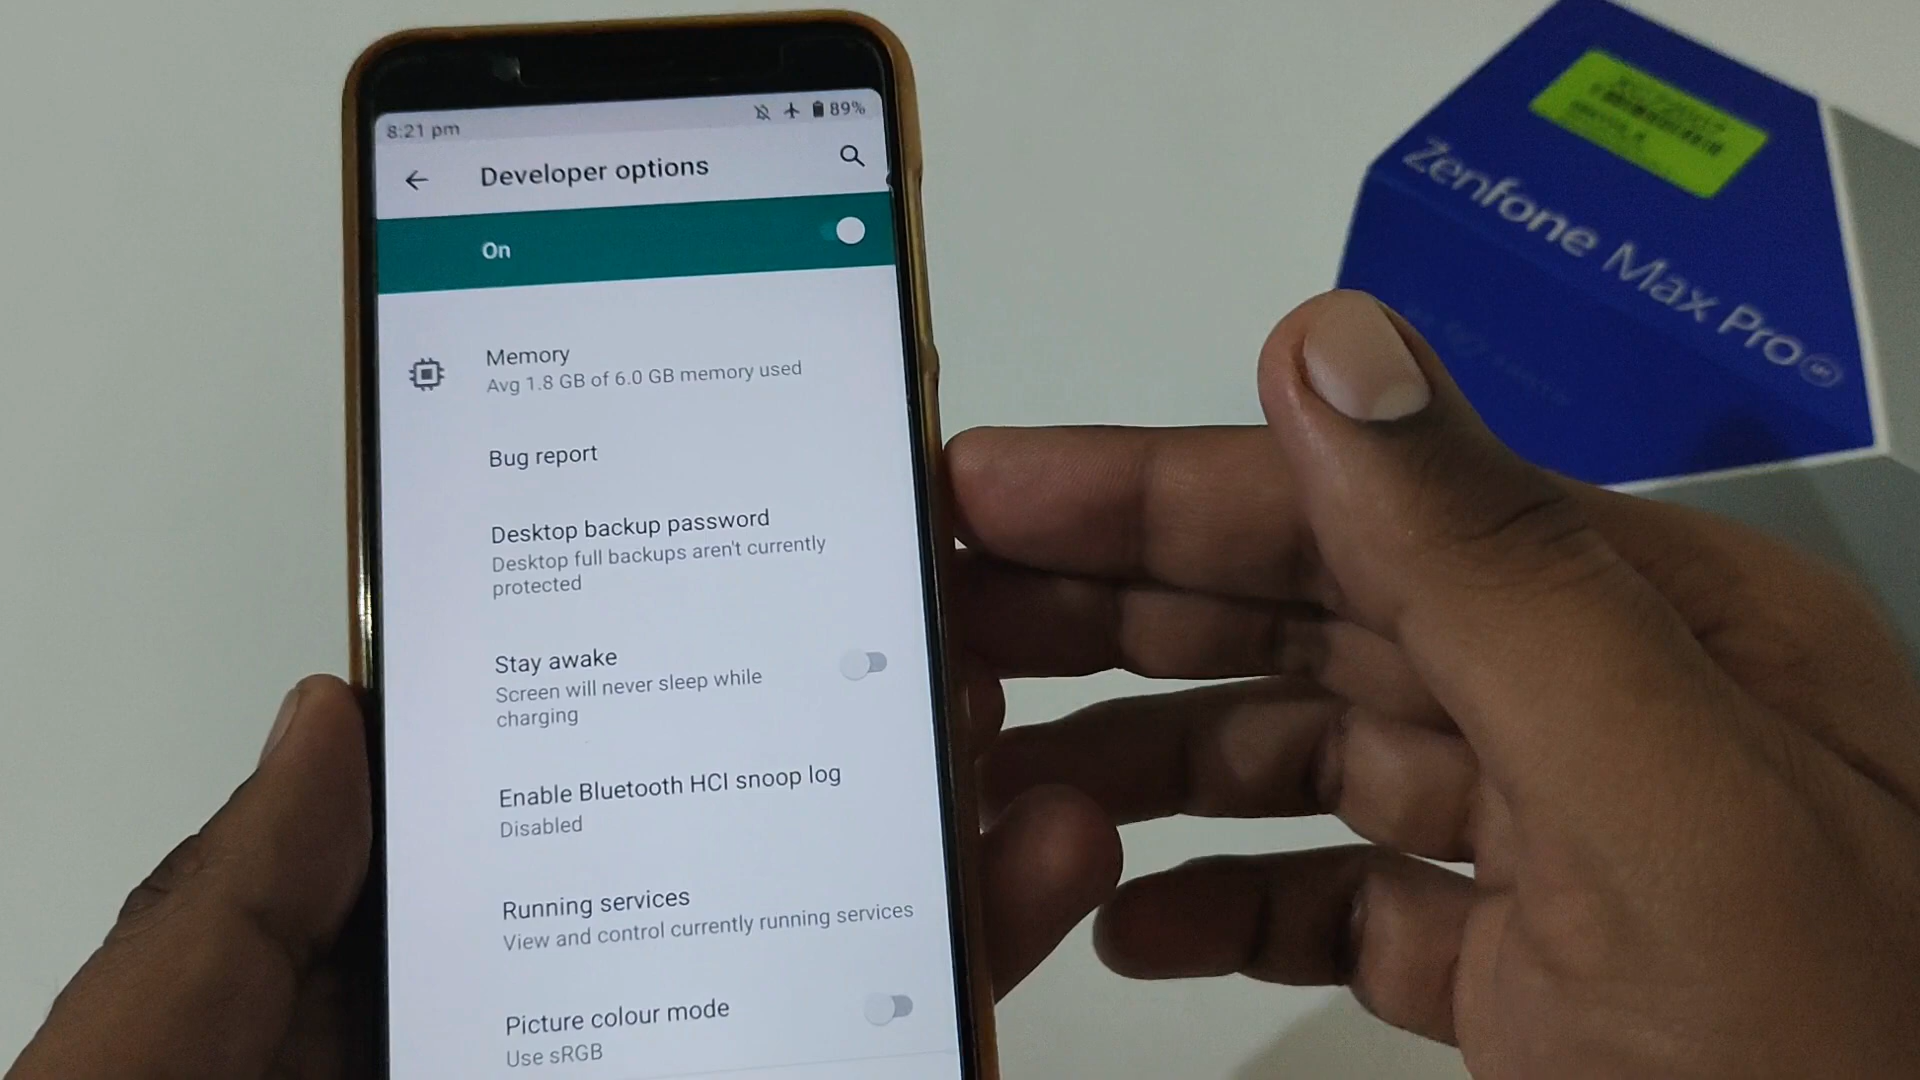 8:21 pm
89%
Developer options
On
Memory
Avg 1.8 GB of 6.0 GB memory used
Bug report
Desktop backup password
Desktop full backups aren't currently
protected
Stay awake
Screen will never sleep while
charging
Enable Bluetooth HCI snoop log
Disabled
Running services
View and control currently running services
Picture colour mode
Use sRGB
Zenfone Max Pro